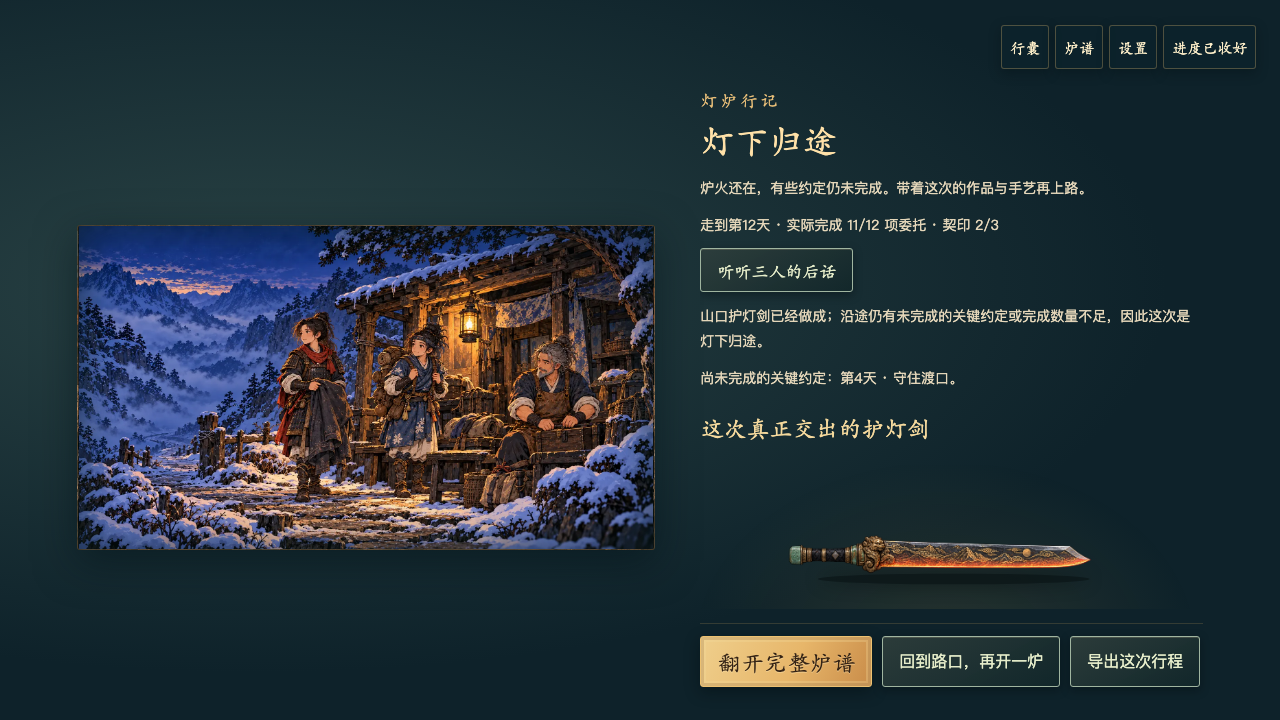 行囊
炉谱
设置
进度已收好
灯炉行记
灯下归途
炉火还在，有些约定仍未完成。带着这次的作品与手艺再上路。
走到第12天 · 实际完成 11/12 项委托 · 契印 2/3
听听三人的后话
山口护灯剑已经做成；沿途仍有未完成的关键约定或完成数量不足，因此这次是
灯下归途。
尚未完成的关键约定：第4天 · 守住渡口。
这次真正交出的护灯剑
翻开完整炉谱
回到路口，再开一炉
导出这次行程